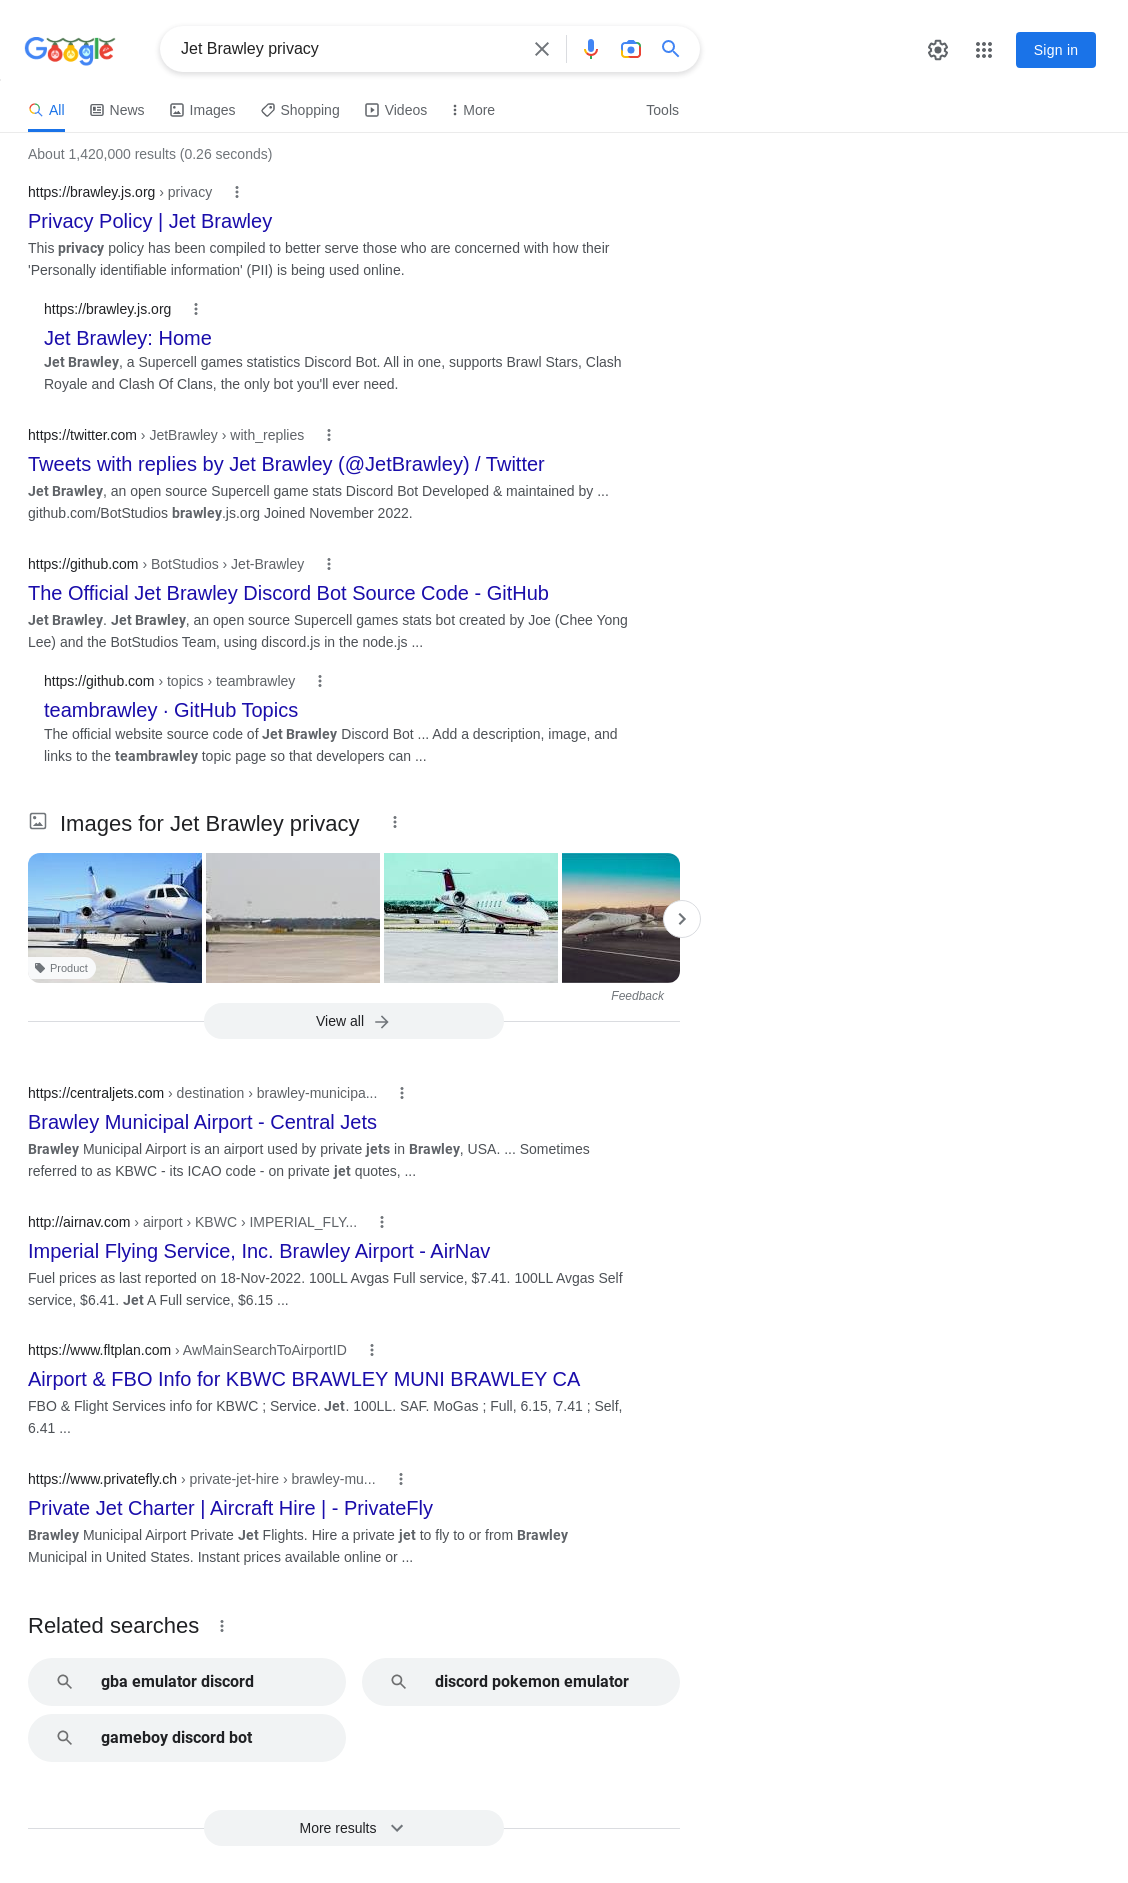 Google
Jet Brawley privacy
Sign in
All
News
Images
Shopping
Videos
More
Tools
About 1,420,000 results (0.26 seconds)
https://brawley.js.org › privacy
Privacy Policy | Jet Brawley
This privacy policy has been compiled to better serve those who are concerned with how their
'Personally identifiable information' (PII) is being used online.
https://brawley.js.org
Jet Brawley: Home
Jet Brawley, a Supercell games statistics Discord Bot. All in one, supports Brawl Stars, Clash
Royale and Clash Of Clans, the only bot you'll ever need.
https://twitter.com › JetBrawley › with_replies
Tweets with replies by Jet Brawley (@JetBrawley) / Twitter
Jet Brawley, an open source Supercell game stats Discord Bot Developed & maintained by ...
github.com/BotStudios brawley.js.org Joined November 2022.
https://github.com › BotStudios › Jet-Brawley
The Official Jet Brawley Discord Bot Source Code - GitHub
Jet Brawley. Jet Brawley, an open source Supercell games stats bot created by Joe (Chee Yong
Lee) and the BotStudios Team, using discord.js in the node.js ...
https://github.com › topics › teambrawley
teambrawley · GitHub Topics
The official website source code of Jet Brawley Discord Bot ... Add a description, image, and
links to the teambrawley topic page so that developers can ...
Images for Jet Brawley privacy
Product
Feedback
View all
https://centraljets.com › destination › brawley-municipa...
Brawley Municipal Airport - Central Jets
Brawley Municipal Airport is an airport used by private jets in Brawley, USA. ... Sometimes
referred to as KBWC - its ICAO code - on private jet quotes, ...
http://airnav.com › airport › KBWC › IMPERIAL_FLY...
Imperial Flying Service, Inc. Brawley Airport - AirNav
Fuel prices as last reported on 18-Nov-2022. 100LL Avgas Full service, $7.41. 100LL Avgas Self
service, $6.41. Jet A Full service, $6.15 ...
https://www.fltplan.com › AwMainSearchToAirportID
Airport & FBO Info for KBWC BRAWLEY MUNI BRAWLEY CA
FBO & Flight Services info for KBWC ; Service. Jet. 100LL. SAF. MoGas ; Full, 6.15, 7.41 ; Self,
6.41 ...
https://www.privatefly.ch › private-jet-hire › brawley-mu...
Private Jet Charter | Aircraft Hire | - PrivateFly
Brawley Municipal Airport Private Jet Flights. Hire a private jet to fly to or from Brawley
Municipal in United States. Instant prices available online or ...
Related searches
gba emulator discord
discord pokemon emulator
gameboy discord bot
More results